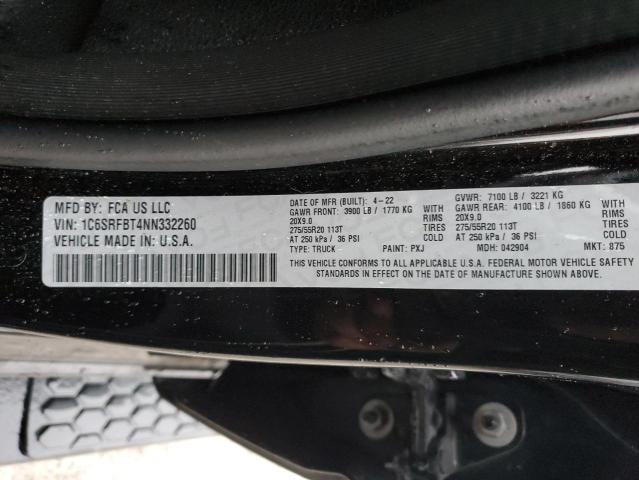 MFD BY: FCA US LLC
VIN: 1C6SRFBT4NN332260
VEHICLE MADE IN U.S.A.
DATE OF MFR (BUILT): 4-22 GVWR: 7100 LB / 3221 KG
GAWR FRONT: 3900 LB / 1770 KG GAWR REAR: 4100 LB / 1860 KG
20X9.0 RIMS 20X9.0 RIMS
275/55R20 113T TIRES 275/55R20 113T TIRES
AT 250 kPa / 36 PSI COLD AT 250 kPa / 36 PSI COLD
TYPE: TRUCK PAINT: PXJ MDH: 042904 MKT: 875
THIS VEHICLE CONFORMS TO ALL APPLICABLE U.S.A. FEDERAL MOTOR VEHICLE SAFETY
STANDARDS IN EFFECT ON THE DATE OF MANUFACTURE SHOWN ABOVE.